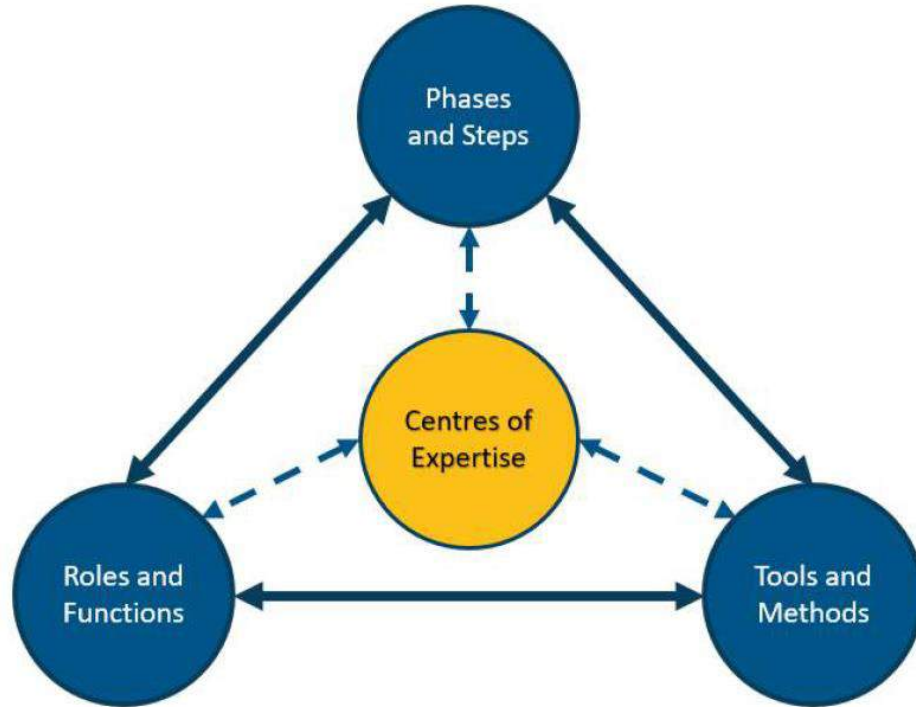 Phases
and Steps
Centres of
Expertise
Roles and
Functions
Tools and
Methods